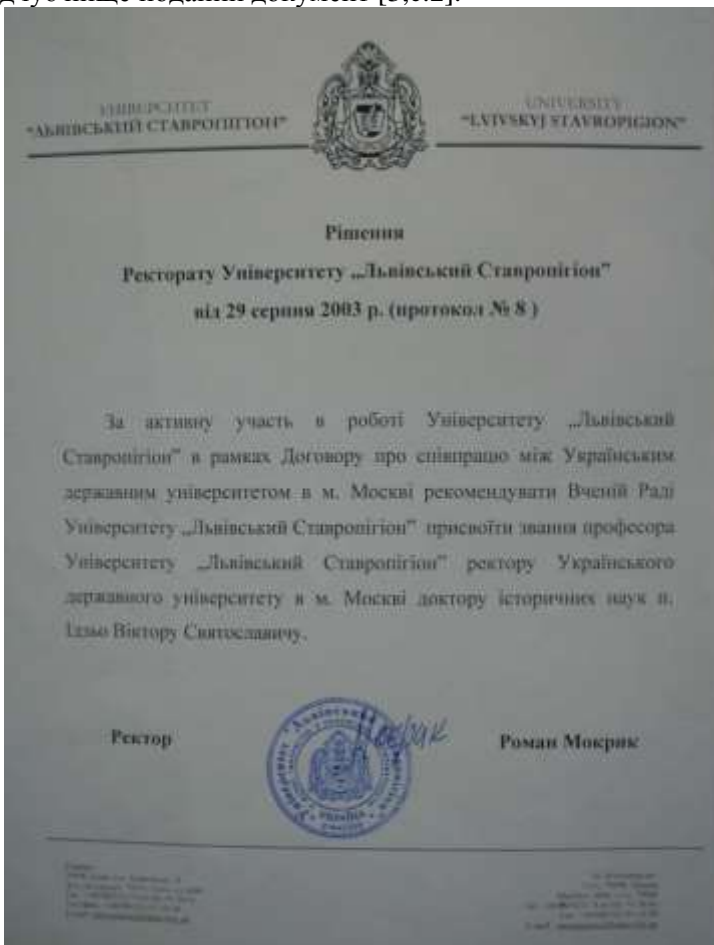 нище поданий документ [3,с.2].
УНІВЕРСИТЕТ
"ЛЬВІВСЬКИЙ СТАВРОПІГІОН"
UNIVERSITY
"LVIVSKYJ STAVROPIGION"
Рішення
Ректорату Університету „Львівський Ставропігіон”
від 29 серпня 2003 р. (протокол № 8 )
За активну участь в роботі Університету „Львівський
Ставропігіон” в рамках Договору про співпрацю між Українським
державним університетом в м. Москві рекомендувати Вченій Раді
Університету „Львівський Ставропігіон” присвоїти звання професора
Університету „Львівський Ставропігіон” ректору Українського
державного університету в м. Москві доктору історичних наук п.
Ідзьо Віктору Святославичу.
Ректор
Роман Мокрик
УКРАЇНА